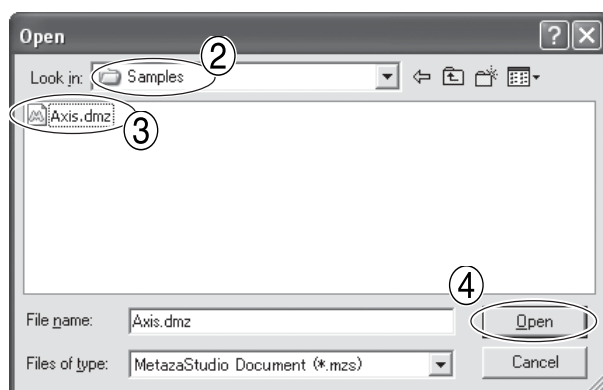 Open
Look in: Samples
②
Axis.dmz
③
④
File name: Axis.dmz Open
Files of type: MetazaStudio Document (*.mzs) Cancel